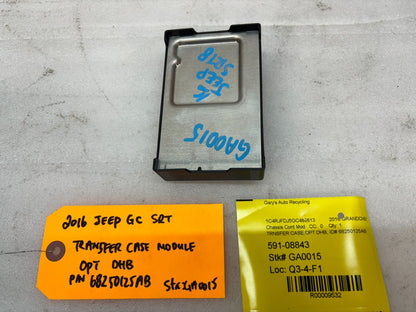 JEEP
SRT8
GA0015
2016 JEEP GC SRT
TRANSFER CASE MODULE
OPT DHB
P/N 68250125AB STK#GA0015
Gary's Auto Recycling
2016 GRANDCHE
Chassis Cont Mod CC: 0 Qty: 1
TRNSFER CASE, OPT DHB, ID# 68250125AB
591-08843
Stk# GA0015
Loc: Q3-4-F1
R00009532